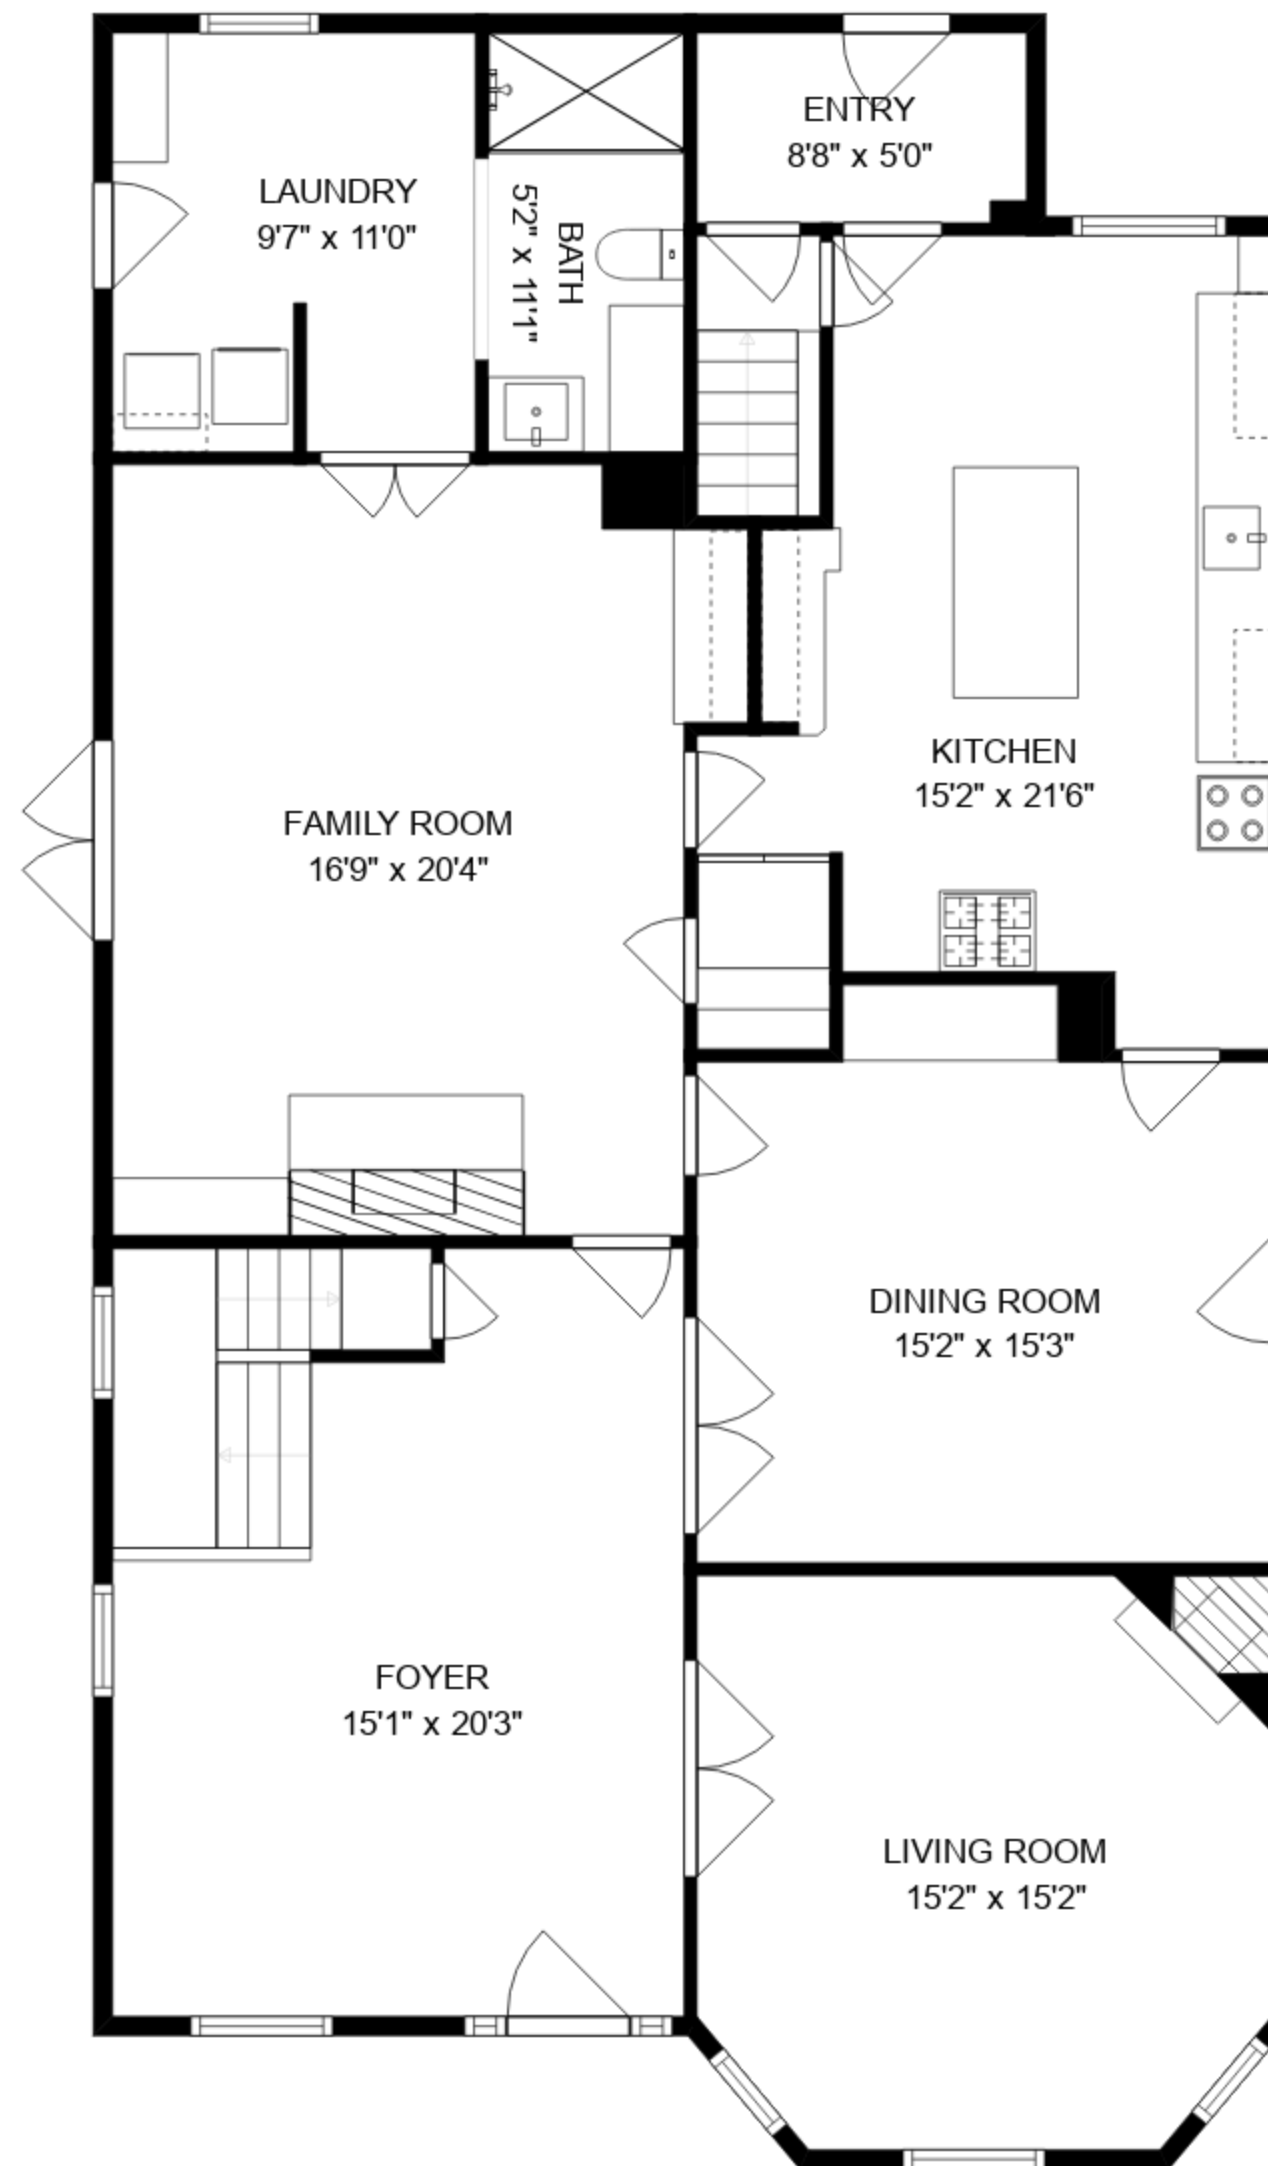 ENTRY
8'8" x 5'0"
LAUNDRY
9'7" x 11'0"
BATH
5'2" x 11'1"
KITCHEN
15'2" x 21'6"
FAMILY ROOM
16'9" x 20'4"
DINING ROOM
15'2" x 15'3"
FOYER
15'1" x 20'3"
LIVING ROOM
15'2" x 15'2"